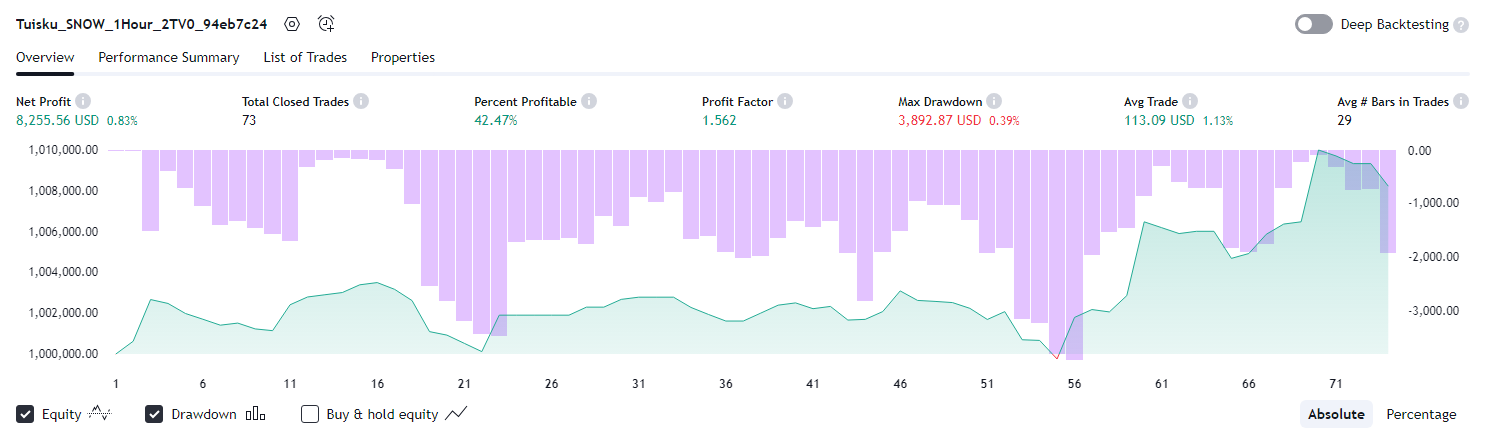 Tuisku_SNOW_1Hour_2TV0_94eb7c24 Deep Backtesting ?
Overview Performance Summary List of Trades Properties
Net Profit i Total Closed Trades i Percent Profitable i Profit Factor i Max Drawdown i Avg Trade i Avg # Bars in Trades i
8,255.56 USD 0.83% 73 42.47% 1.562 3,892.87 USD 0.39% 113.09 USD 1.13% 29
1,010,000.00 0.00
1,008,000.00 -1,000.00
1,006,000.00
1,004,000.00 -2,000.00
1,002,000.00 -3,000.00
1,000,000.00
1 6 11 16 21 26 31 36 41 46 51 56 61 66 71
Equity Drawdown Buy & hold equity Absolute Percentage